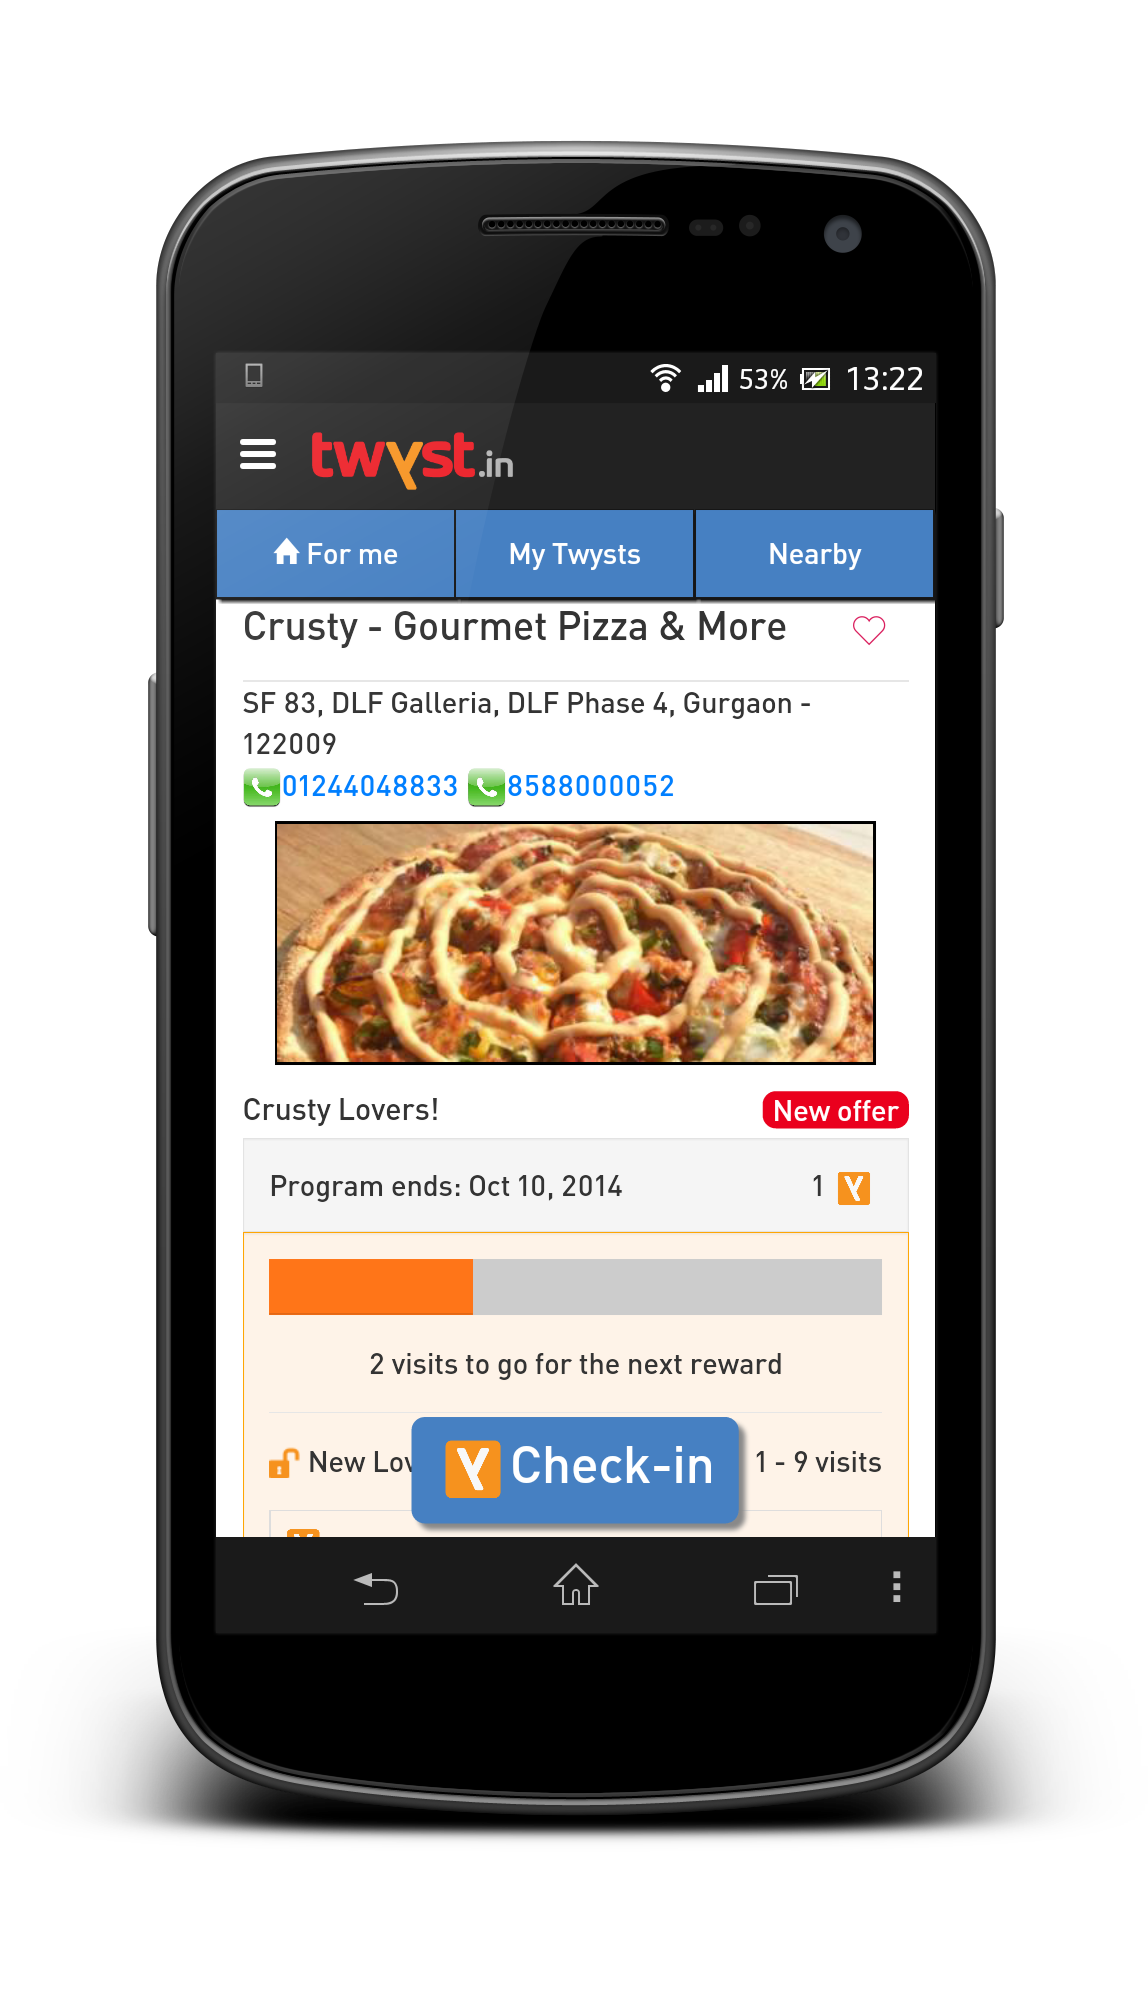 53% 13:22
twyst.in
For me My Twysts Nearby
Crusty - Gourmet Pizza & More
SF 83, DLF Galleria, DLF Phase 4, Gurgaon -
122009
01244048833 8588000052
Crusty Lovers! New offer
Program ends: Oct 10, 2014 1 Y
2 visits to go for the next reward
New Lov 1 - 9 visits
Y Check-in